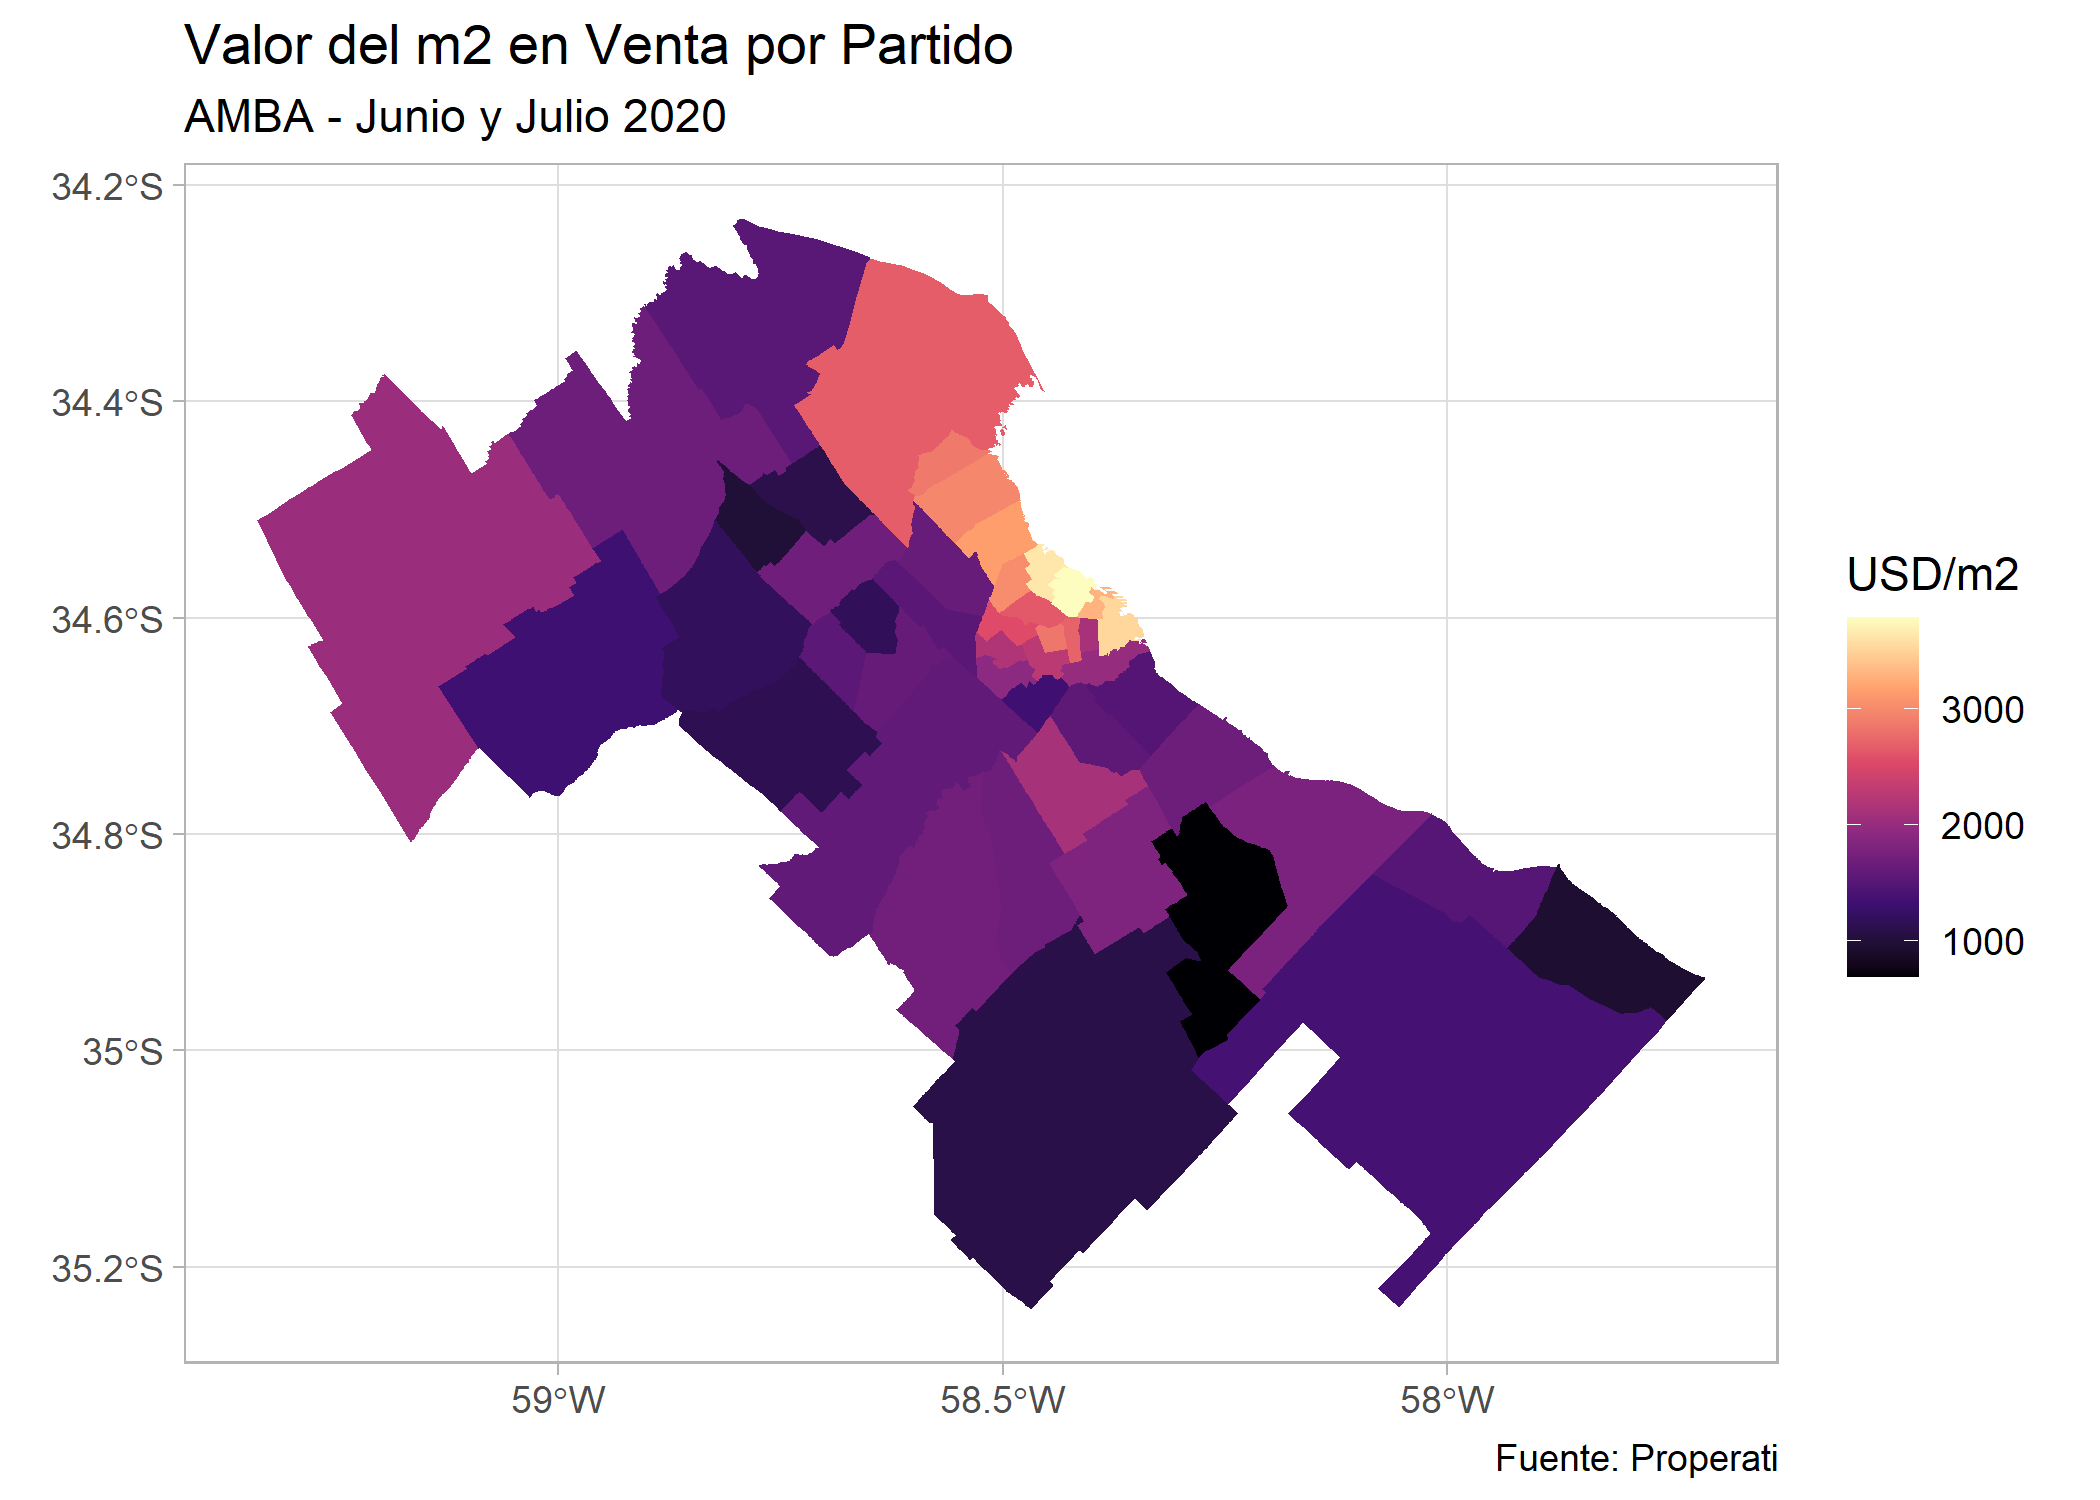 Valor del m2 en Venta por Partido
AMBA - Junio y Julio 2020
34.2°S
34.4°S
34.6°S
34.8°S
35°S
35.2°S
59°W
58.5°W
58°W
USD/m2
3000
2000
1000
Fuente: Properati